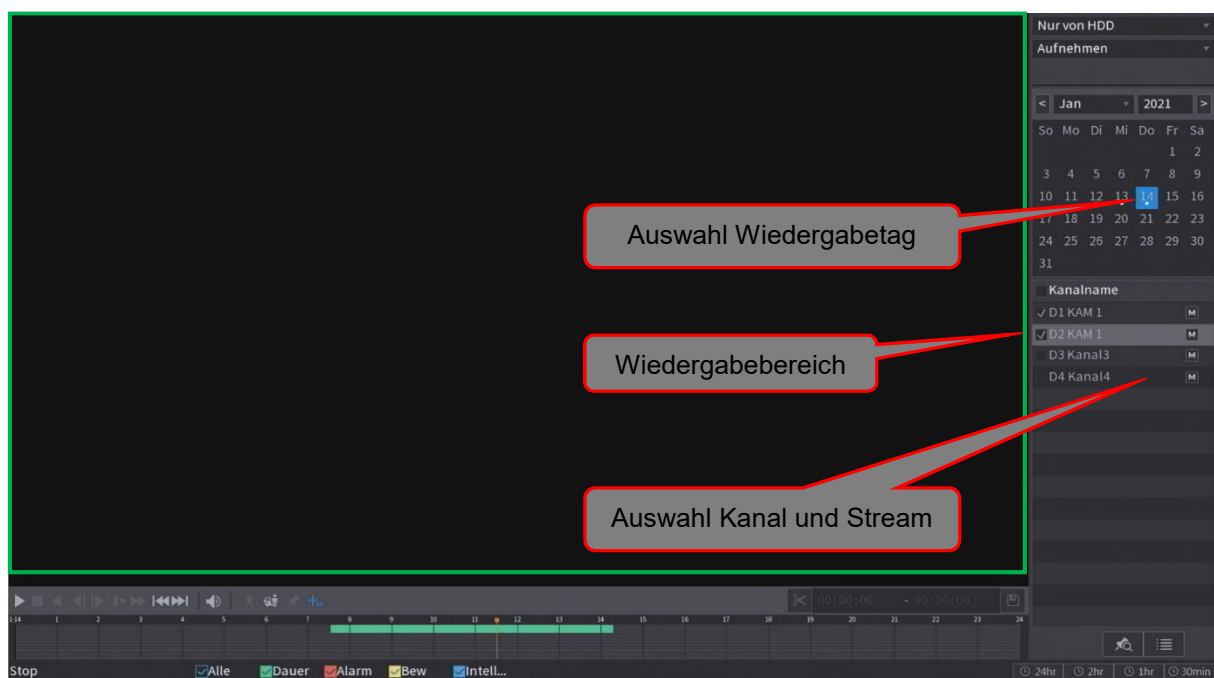 Nur von HDD
Aufnehmen
< Jan 2021 >
So Mo Di Mi Do Fr Sa
1 2
3 4 5 6 7 8 9
10 11 12 13 14 15 16
17 18 19 20 21 22 23
24 25 26 27 28 29 30
31
Auswahl Wiedergabetag
Kanalname
D1 KAM 1 M
D2 KAM 1 M
D3 Kanal3 M
D4 Kanal4 M
Wiedergabebereich
Auswahl Kanal und Stream
00:00:00 - 00:00:00
1-14 1 2 3 4 5 6 7 8 9 10 11 12 13 14 15 16 17 18 19 20 21 22 23 24
Stop Alle Dauer Alarm Bew Intell... 24hr 2hr 1hr 30min